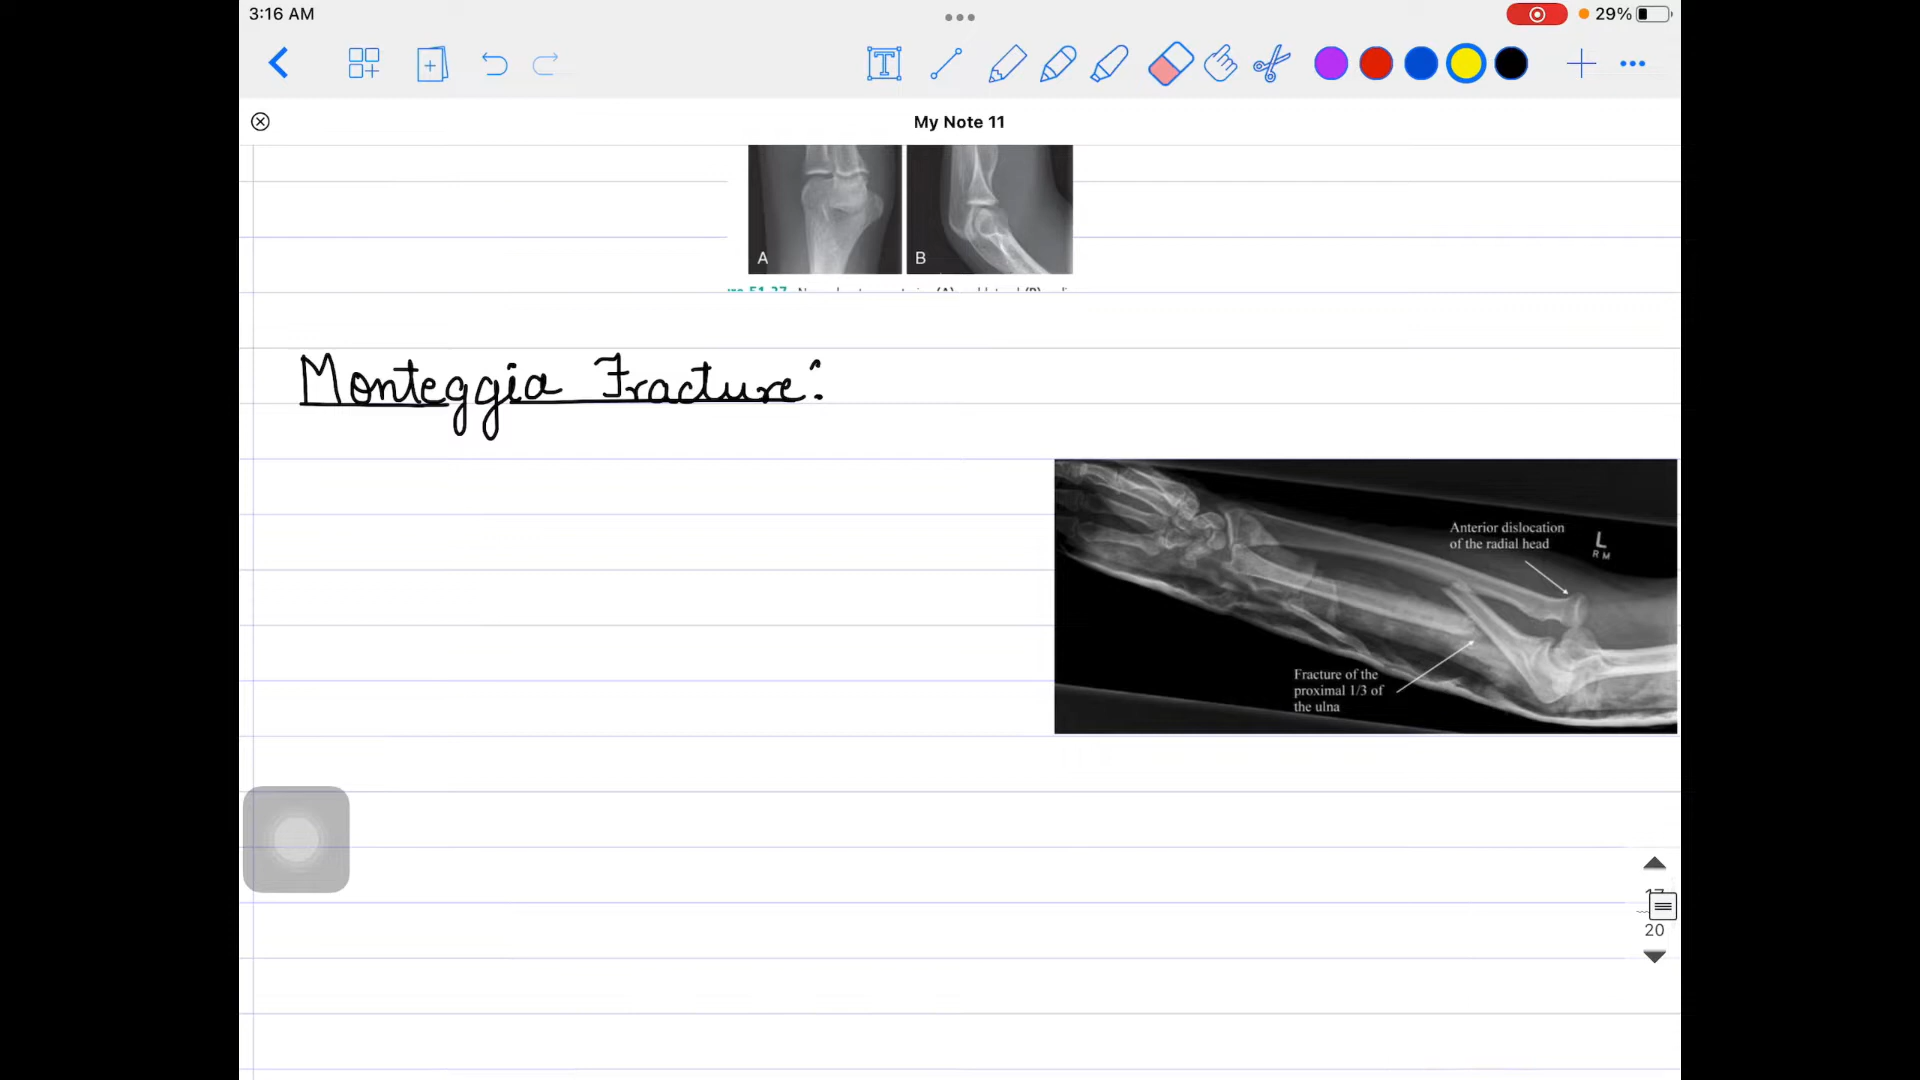 3:16 AM
29%
T
My Note 11
A
B
Monteggia Fracture:
Anterior dislocation
of the radial head
L
R M
Fracture of the
proximal 1/3 of
the ulna
20